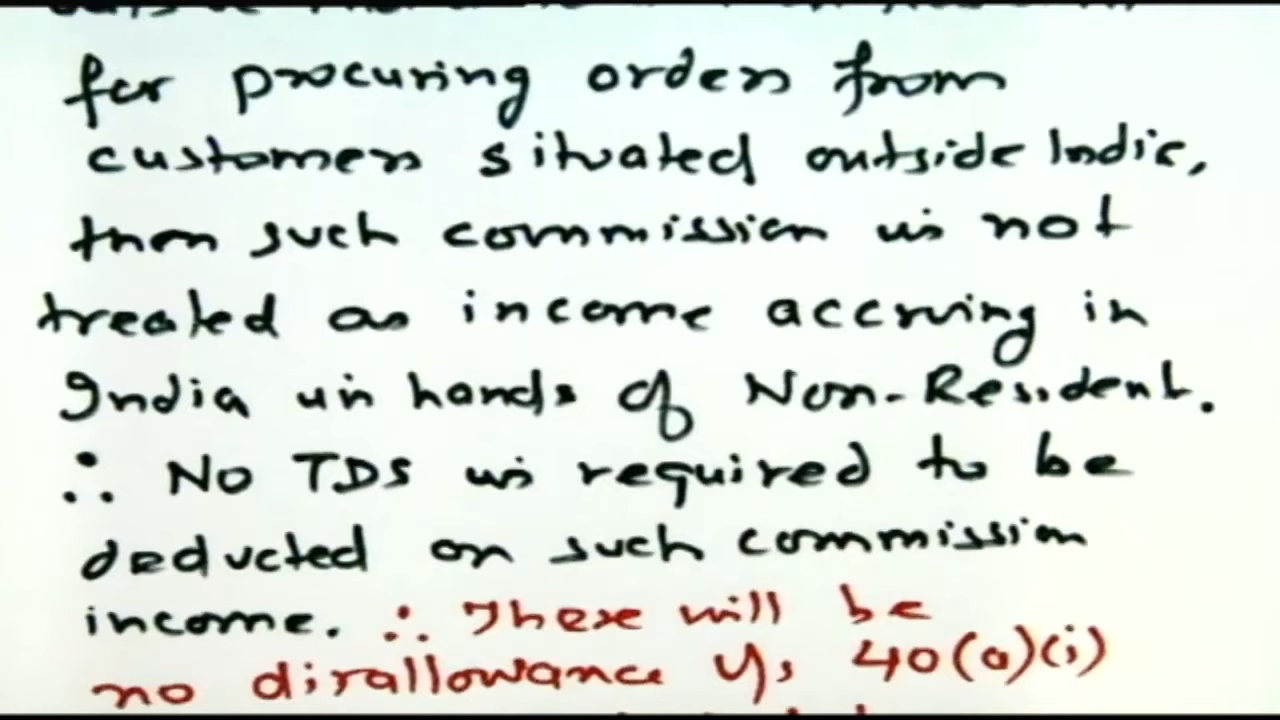 for procuring orders from
customers situated outside India,
then such commission is not
treated as income accruing in
India in hands of Non-Resident.
∴ No TDS is required to be
deducted on such commission
income. ∴ There will be
no disallowance u/s 40(a)(i)